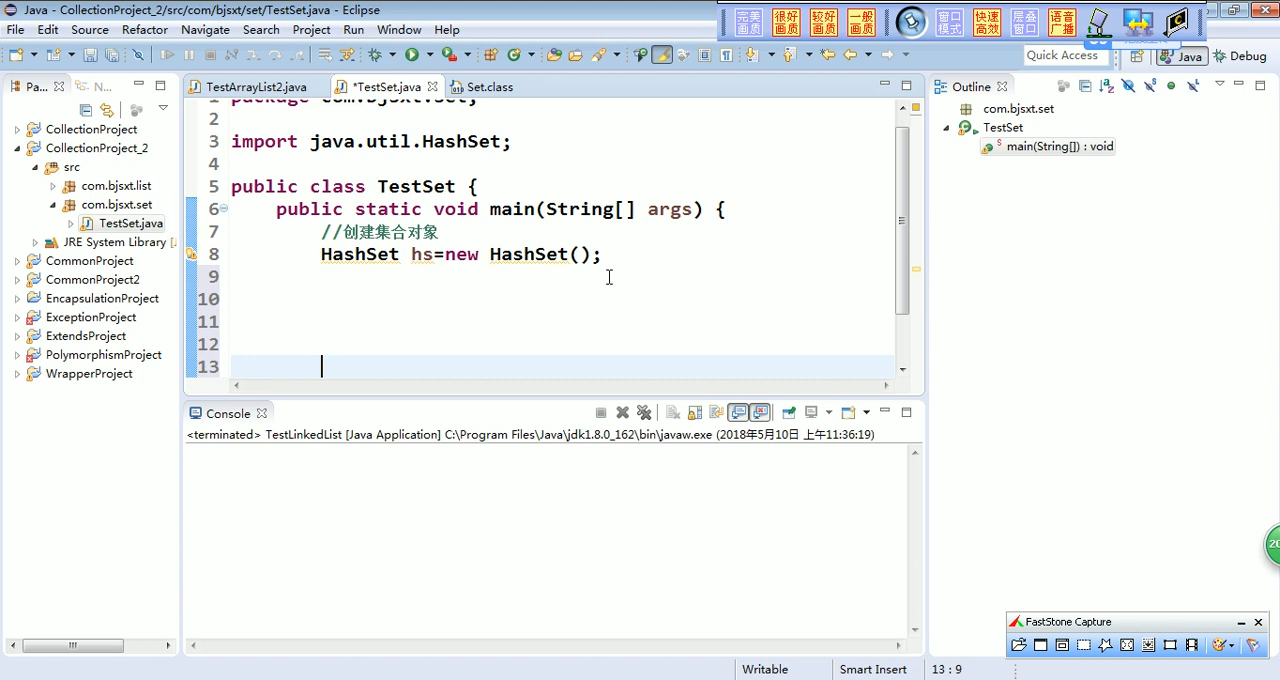 Java - CollectionProject_2/src/com/bjsxt/set/TestSet.java - Eclipse
完美画质 很好画质 较好画质 一般画质 窗口模式 快速高效 层叠窗口 语音广播
File Edit Source Refactor Navigate Search Project Run Window Help
Quick Access
Java
Debug
Pa...
N...
TestArrayList2.java
*TestSet.java
Set.class
Outline
CollectionProject
CollectionProject_2
src
com.bjsxt.list
com.bjsxt.set
TestSet.java
JRE System Library [J
CommonProject
CommonProject2
EncapsulationProject
ExceptionProject
ExtendsProject
PolymorphismProject
WrapperProject
1 package com.bjsxt.set;
2
3 import java.util.HashSet;
4
5 public class TestSet {
6 public static void main(String[] args) {
7 //创建集合对象
8 HashSet hs=new HashSet();
9
10
11
12
13
com.bjsxt.set
TestSet
main(String[]) : void
Console
<terminated> TestLinkedList [Java Application] C:\Program Files\Java\jdk1.8.0_162\bin\javaw.exe (2018年5月10日 上午11:36:19)
FastStone Capture
Writable
Smart Insert
13 : 9